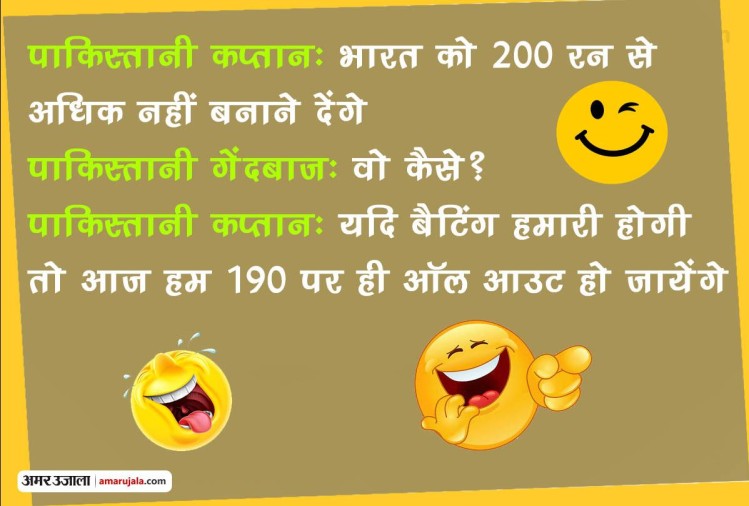 पाकिस्तानी कप्तानः भारत को 200 रन से
अधिक नहीं बनाने देंगे
पाकिस्तानी गेंदबाजः वो कैसे?
पाकिस्तानी कप्तानः यदि बैटिंग हमारी होगी
तो आज हम 190 पर ही ऑल आउट हो जायेंगे
अमर उजाला | amarujala.com